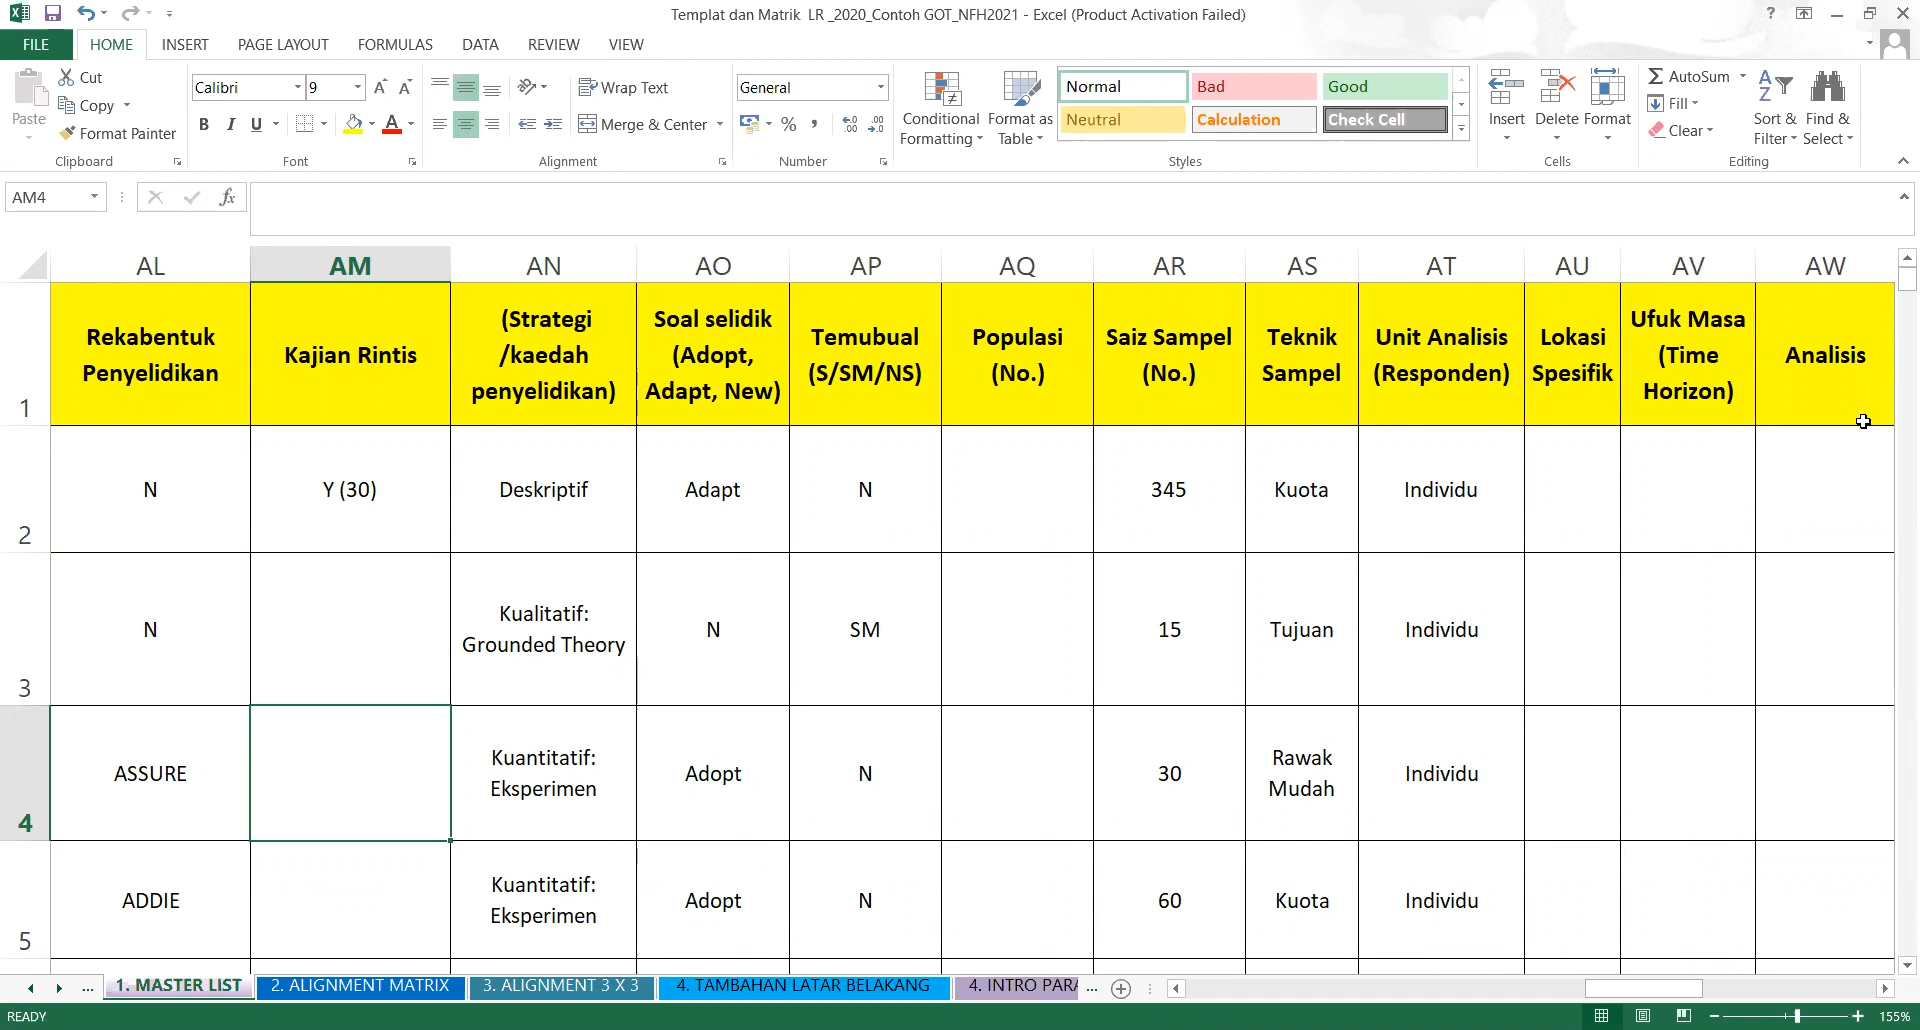 Templat dan Matrik LR _2020_Contoh GOT_NFH2021 - Excel (Product Activation Failed)
FILE HOME INSERT PAGE LAYOUT FORMULAS DATA REVIEW VIEW
Paste
Cut
Copy
Format Painter
Clipboard
Calibri 9
B I U
Font
Wrap Text
Merge & Center
Alignment
General
Number
Conditional Formatting
Format as Table
Normal Bad Good
Neutral Calculation Check Cell
Styles
Insert Delete Format
Cells
AutoSum
Fill
Clear
Sort & Filter
Find & Select
Editing
AM4
fx
AL AM AN AO AP AQ AR AS AT AU AV AW
1
Rekabentuk Penyelidikan
Kajian Rintis
(Strategi /kaedah penyelidikan)
Soal selidik (Adopt, Adapt, New)
Temubual (S/SM/NS)
Populasi (No.)
Saiz Sampel (No.)
Teknik Sampel
Unit Analisis (Responden)
Lokasi Spesifik
Ufuk Masa (Time Horizon)
Analisis
2 N Y (30) Deskriptif Adapt N 345 Kuota Individu
3 N Kualitatif: Grounded Theory N SM 15 Tujuan Individu
4 ASSURE Kuantitatif: Eksperimen Adopt N 30 Rawak Mudah Individu
5 ADDIE Kuantitatif: Eksperimen Adopt N 60 Kuota Individu
... 1. MASTER LIST 2. ALIGNMENT MATRIX 3. ALIGNMENT 3 X 3 4. TAMBAHAN LATAR BELAKANG 4. INTRO PARA ...
READY 155%